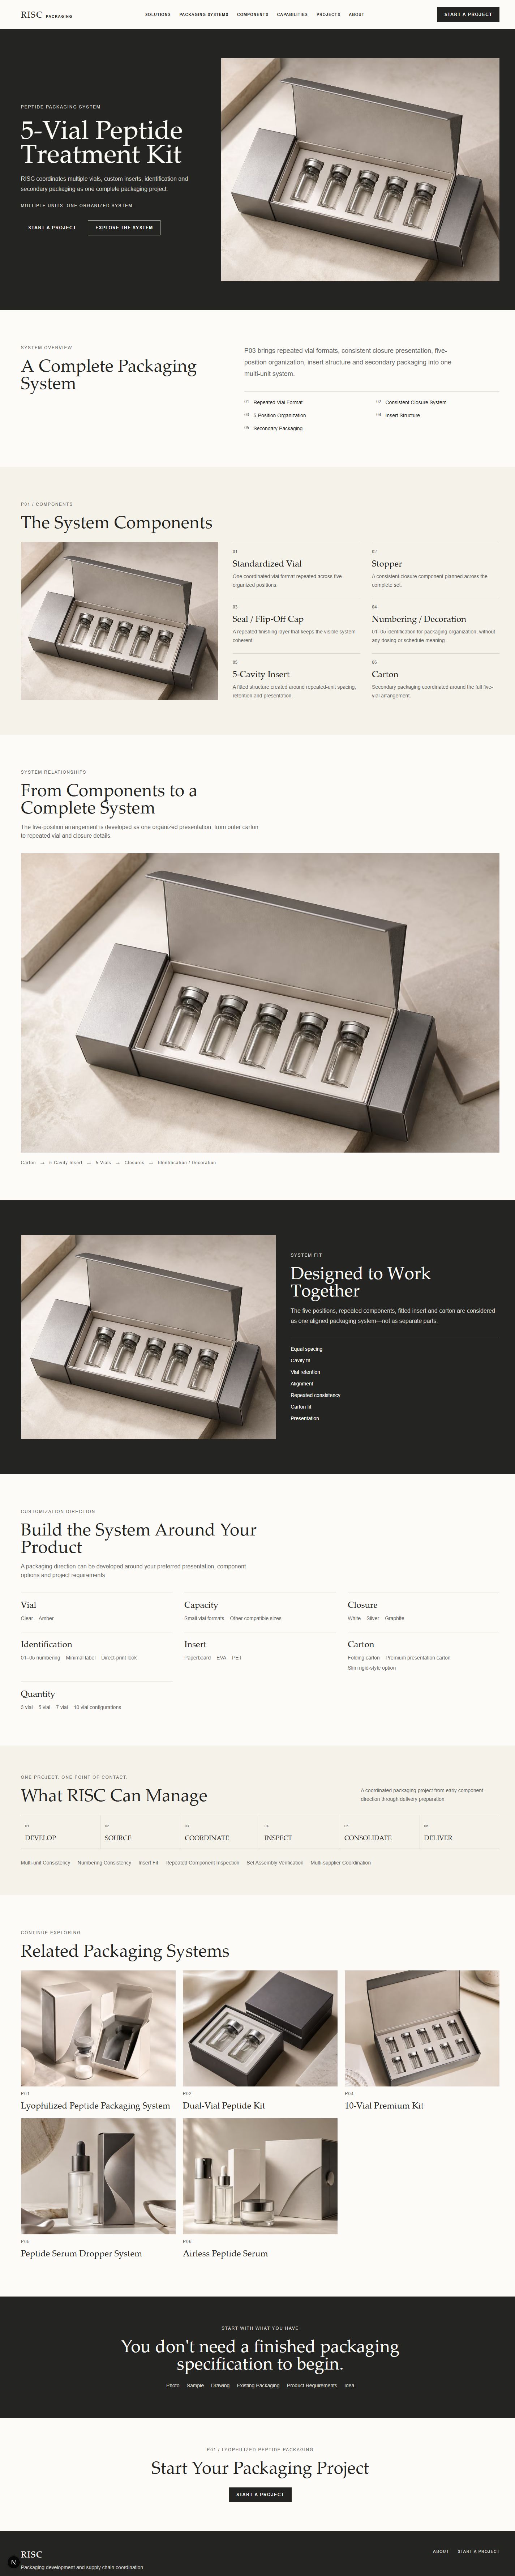 RISC PACKAGING
SOLUTIONS PACKAGING SYSTEMS COMPONENTS CAPABILITIES PROJECTS ABOUT
START A PROJECT
PEPTIDE PACKAGING SYSTEM
5-Vial Peptide
Treatment Kit
RISC coordinates multiple vials, custom inserts, identification and
secondary packaging as one complete packaging project.
MULTIPLE UNITS. ONE ORGANIZED SYSTEM.
START A PROJECT EXPLORE THE SYSTEM
SYSTEM OVERVIEW
A Complete Packaging
System
P03 brings repeated vial formats, consistent closure presentation, five-
position organization, insert structure and secondary packaging into one
multi-unit system.
01 Repeated Vial Format
02 Consistent Closure System
03 5-Position Organization
04 Insert Structure
05 Secondary Packaging
P01 / COMPONENTS
The System Components
01
Standardized Vial
One coordinated vial format repeated across five
organized positions.
02
Stopper
A consistent closure component planned across the
complete set.
03
Seal / Flip-Off Cap
A repeated finishing layer that keeps the visible system
coherent.
04
Numbering / Decoration
01–05 identification for packaging organization, without
any dosing or schedule meaning.
05
5-Cavity Insert
A fitted structure created around repeated-unit spacing,
retention and presentation.
06
Carton
Secondary packaging coordinated around the full five-
vial arrangement.
SYSTEM RELATIONSHIPS
From Components to a
Complete System
The five-position arrangement is developed as one organized presentation, from outer carton
to repeated vial and closure details.
Carton → 5-Cavity Insert → 5 Vials → Closures → Identification / Decoration
SYSTEM FIT
Designed to Work
Together
The five positions, repeated components, fitted insert and carton are considered
as one aligned packaging system—not as separate parts.
Equal spacing
Cavity fit
Vial retention
Alignment
Repeated consistency
Carton fit
Presentation
CUSTOMIZATION DIRECTION
Build the System Around Your
Product
A packaging direction can be developed around your preferred presentation, component
options and project requirements.
Vial
Clear Amber
Capacity
Small vial formats Other compatible sizes
Closure
White Silver Graphite
Identification
01–05 numbering Minimal label Direct-print look
Insert
Paperboard EVA PET
Carton
Folding carton Premium presentation carton
Slim rigid-style option
Quantity
3 vial 5 vial 7 vial 10 vial configurations
ONE PROJECT. ONE POINT OF CONTACT.
What RISC Can Manage
A coordinated packaging project from early component
direction through delivery preparation.
01
DEVELOP
02
SOURCE
03
COORDINATE
04
INSPECT
05
CONSOLIDATE
06
DELIVER
Multi-unit Consistency Numbering Consistency Insert Fit Repeated Component Inspection Set Assembly Verification Multi-supplier Coordination
CONTINUE EXPLORING
Related Packaging Systems
P01
Lyophilized Peptide Packaging System
P02
Dual-Vial Peptide Kit
P04
10-Vial Premium Kit
P05
Peptide Serum Dropper System
P06
Airless Peptide Serum
START WITH WHAT YOU HAVE
You don't need a finished packaging
specification to begin.
Photo Sample Drawing Existing Packaging Product Requirements Idea
P01 / LYOPHILIZED PEPTIDE PACKAGING
Start Your Packaging Project
START A PROJECT
N
RISC
Packaging development and supply chain coordination.
ABOUT START A PROJECT